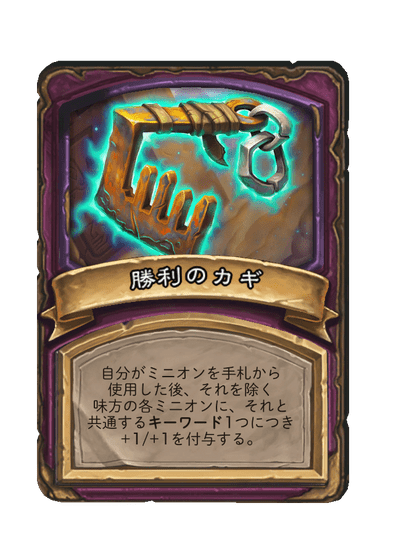 勝利のカギ
自分がミニオンを手札から
使用した後、それを除く
味方の各ミニオンに、それと
共通するキーワード1つにつき
+1/+1を付与する。